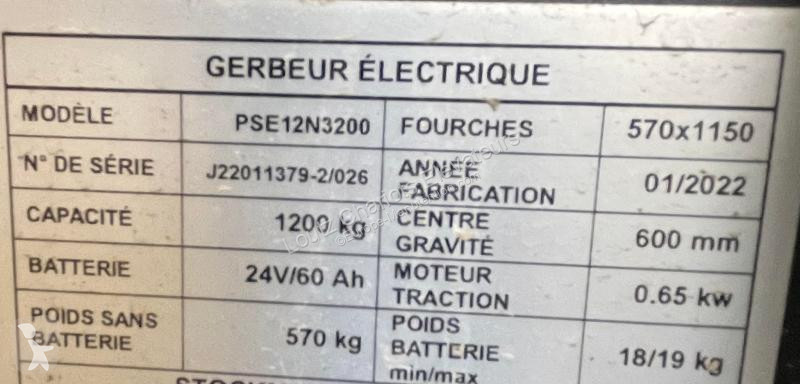 GERBEUR ÉLECTRIQUE
MODÈLE PSE12N3200 FOURCHES 570x1150
N° DE SÉRIE J22011379-2/026 ANNÉE FABRICATION 01/2022
CAPACITÉ 1200 kg CENTRE GRAVITÉ 600 mm
BATTERIE 24V/60 Ah MOTEUR TRACTION 0.65 kw
POIDS SANS BATTERIE 570 kg POIDS BATTERIE min/max 18/19 kg